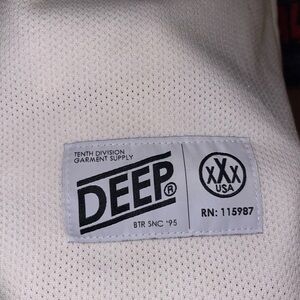 TENTH DIVISION
GARMENT SUPPLY
DEEP®
BTR SNC '95
XXX
USA
RN: 115987